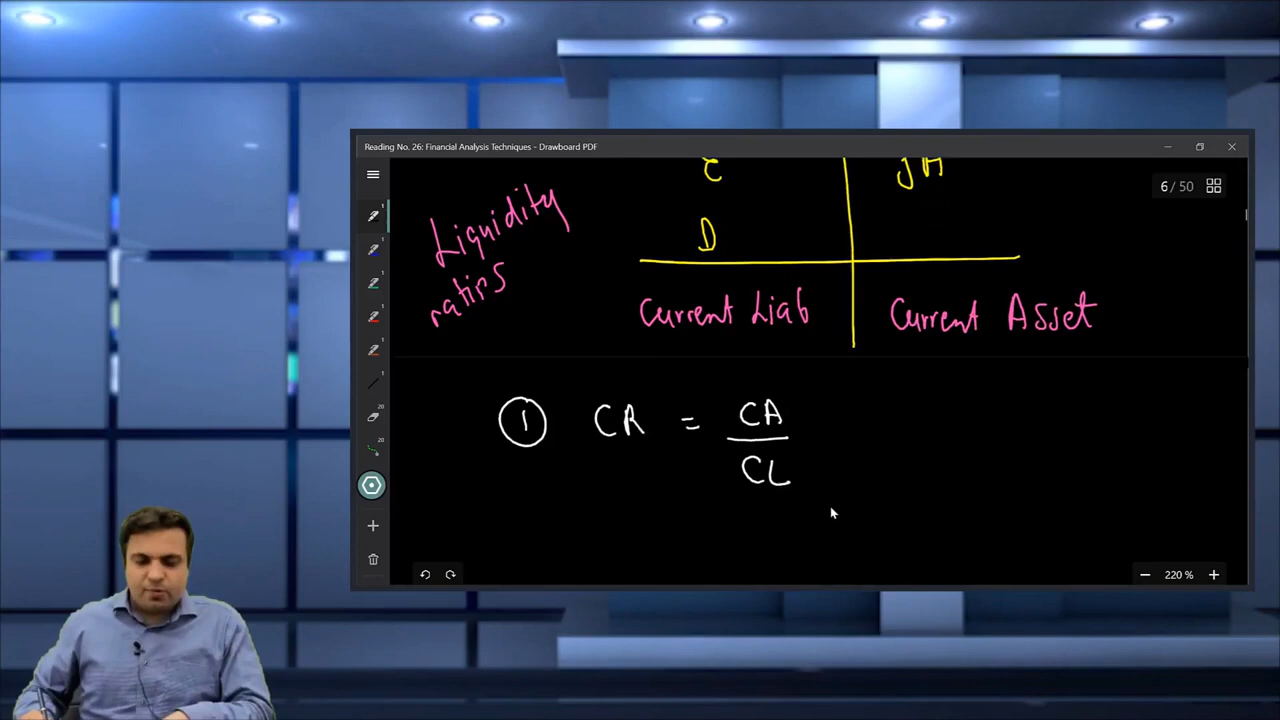 Reading No. 26: Financial Analysis Techniques - Drawboard PDF
6 / 50
E
D
Liquidity
ratios
Current Liab
Current Asset
1 CR = CA
CL
220 %